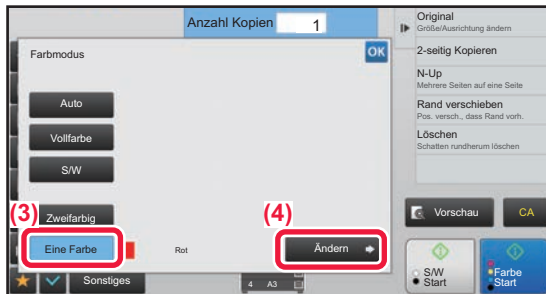 Anzahl Kopien 1
Farbmodus
OK
Auto
Vollfarbe
S/W
Zweifarbig
(3)
Eine Farbe
Rot
(4)
Ändern
Sonstiges
4 A3
Original
Größe/Ausrichtung ändern
2-seitig Kopieren
N-Up
Mehrere Seiten auf eine Seite
Rand verschieben
Pos. versch., dass Rand vorh.
Löschen
Schatten rundherum löschen
Vorschau
CA
S/W
Start
Farbe
Start